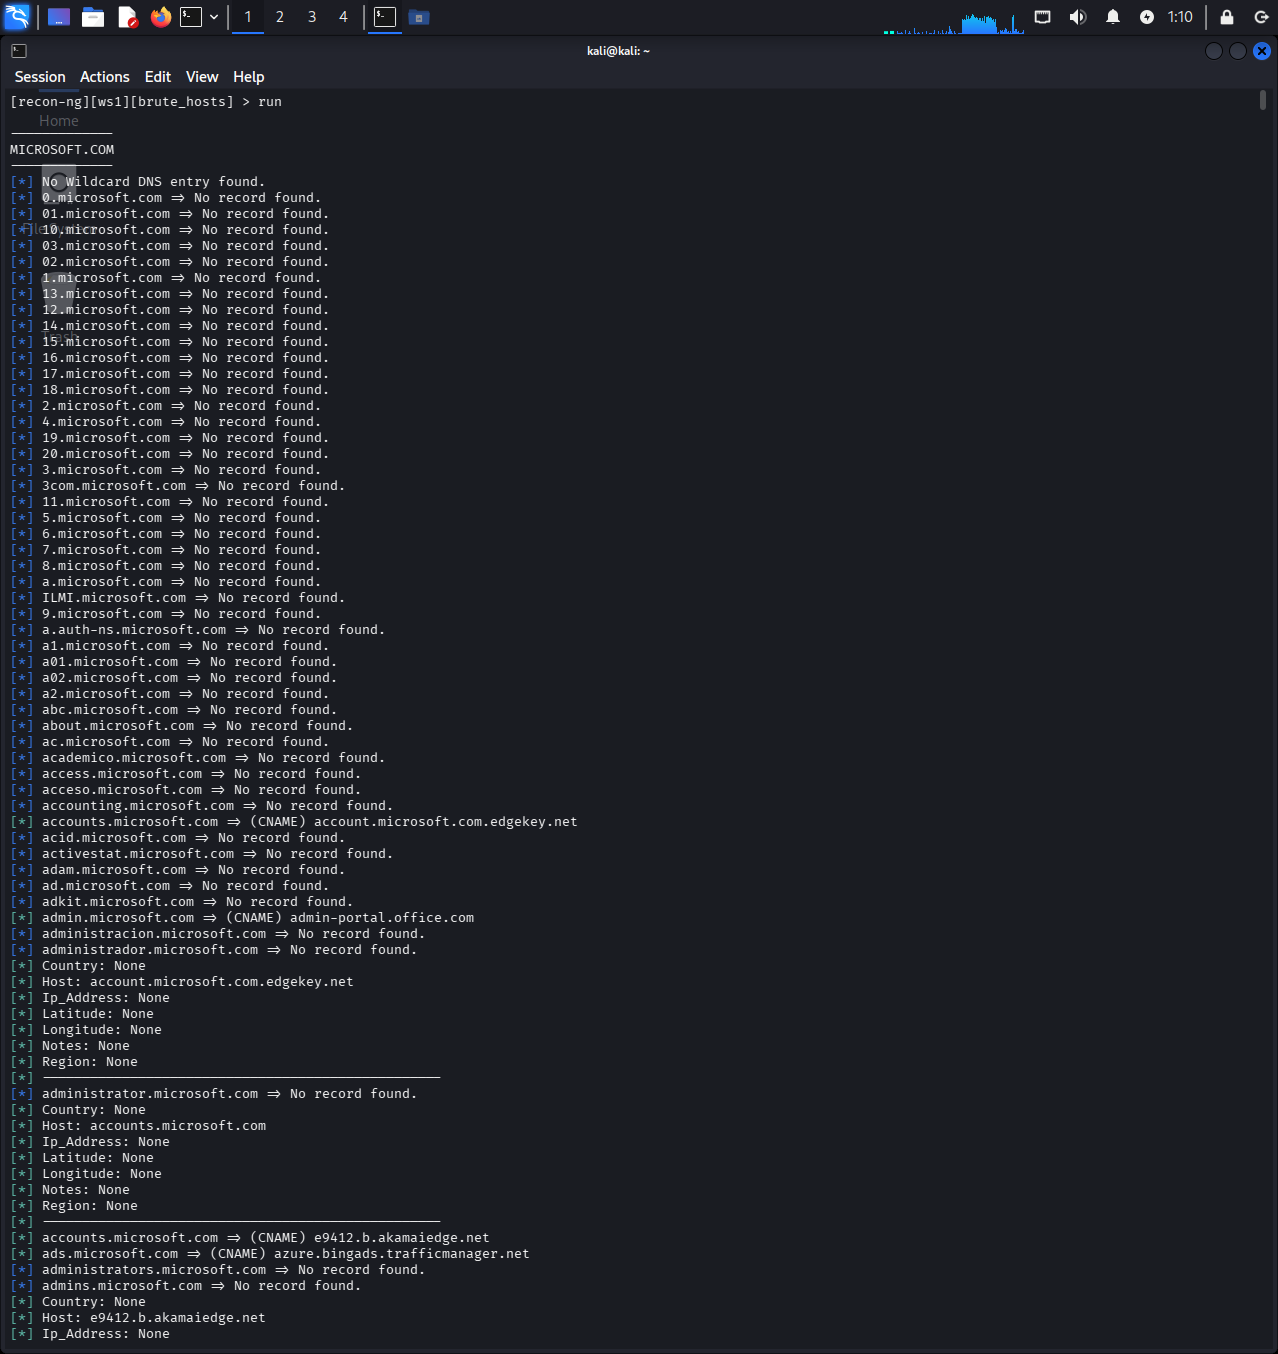 1 2 3 4 1:10
kali@kali: ~
Session Actions Edit View Help
[recon-ng][ws1][brute_hosts] > run
Home
MICROSOFT.COM
[*] No Wildcard DNS entry found.
[*] 0.microsoft.com => No record found.
[*] 01.microsoft.com => No record found.
File System
[*] 10.microsoft.com => No record found.
[*] 03.microsoft.com => No record found.
[*] 02.microsoft.com => No record found.
[*] 1.microsoft.com => No record found.
[*] 13.microsoft.com => No record found.
[*] 12.microsoft.com => No record found.
[*] 14.microsoft.com => No record found.
Trash
[*] 15.microsoft.com => No record found.
[*] 16.microsoft.com => No record found.
[*] 17.microsoft.com => No record found.
[*] 18.microsoft.com => No record found.
[*] 2.microsoft.com => No record found.
[*] 4.microsoft.com => No record found.
[*] 19.microsoft.com => No record found.
[*] 20.microsoft.com => No record found.
[*] 3.microsoft.com => No record found.
[*] 3com.microsoft.com => No record found.
[*] 11.microsoft.com => No record found.
[*] 5.microsoft.com => No record found.
[*] 6.microsoft.com => No record found.
[*] 7.microsoft.com => No record found.
[*] 8.microsoft.com => No record found.
[*] a.microsoft.com => No record found.
[*] ILMI.microsoft.com => No record found.
[*] 9.microsoft.com => No record found.
[*] a.auth-ns.microsoft.com => No record found.
[*] a1.microsoft.com => No record found.
[*] a01.microsoft.com => No record found.
[*] a02.microsoft.com => No record found.
[*] a2.microsoft.com => No record found.
[*] abc.microsoft.com => No record found.
[*] about.microsoft.com => No record found.
[*] ac.microsoft.com => No record found.
[*] academico.microsoft.com => No record found.
[*] access.microsoft.com => No record found.
[*] acceso.microsoft.com => No record found.
[*] accounting.microsoft.com => No record found.
[*] accounts.microsoft.com => (CNAME) account.microsoft.com.edgekey.net
[*] acid.microsoft.com => No record found.
[*] activestat.microsoft.com => No record found.
[*] adam.microsoft.com => No record found.
[*] ad.microsoft.com => No record found.
[*] adkit.microsoft.com => No record found.
[*] admin.microsoft.com => (CNAME) admin-portal.office.com
[*] administracion.microsoft.com => No record found.
[*] administrador.microsoft.com => No record found.
[*] Country: None
[*] Host: account.microsoft.com.edgekey.net
[*] Ip_Address: None
[*] Latitude: None
[*] Longitude: None
[*] Notes: None
[*] Region: None
[*] --------------------------------------------------
[*] administrator.microsoft.com => No record found.
[*] Country: None
[*] Host: accounts.microsoft.com
[*] Ip_Address: None
[*] Latitude: None
[*] Longitude: None
[*] Notes: None
[*] Region: None
[*] --------------------------------------------------
[*] accounts.microsoft.com => (CNAME) e9412.b.akamaiedge.net
[*] ads.microsoft.com => (CNAME) azure.bingads.trafficmanager.net
[*] administrators.microsoft.com => No record found.
[*] admins.microsoft.com => No record found.
[*] Country: None
[*] Host: e9412.b.akamaiedge.net
[*] Ip_Address: None